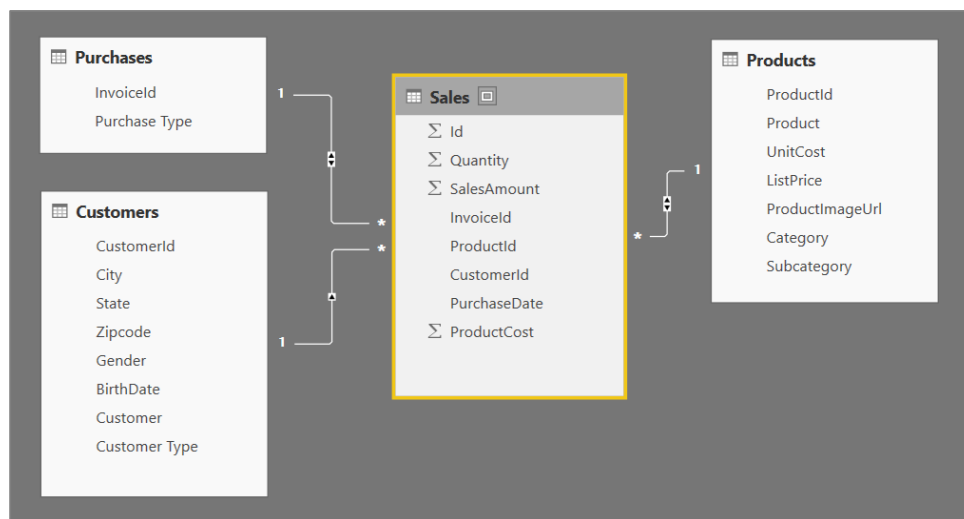 Purchases
InvoiceId
Purchase Type
1
Customers
CustomerId
City
State
Zipcode
Gender
BirthDate
Customer
Customer Type
1
*
*
Sales
Σ Id
Σ Quantity
Σ SalesAmount
InvoiceId
ProductId
CustomerId
PurchaseDate
Σ ProductCost
*
1
Products
ProductId
Product
UnitCost
ListPrice
ProductImageUrl
Category
Subcategory